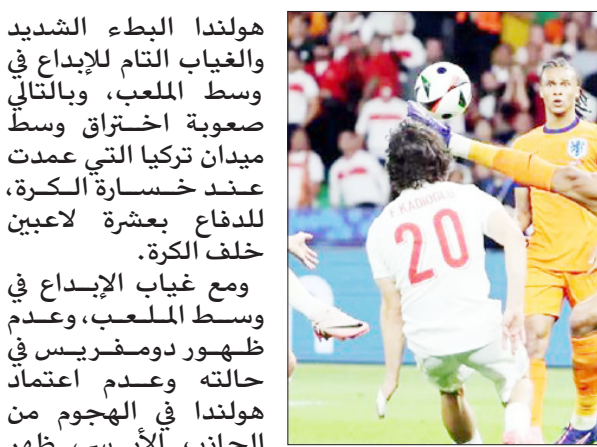 هولندا البطء الشديد
والغياب التام للإبداع في
وسط الملعب، وبالتالي
صعوبة اختراق وسط
ميدان تركيا التي عمدت
عند خسارة الكرة،
للدفاع بعشرة لاعبين
خلف الكرة.
ومع غياب الإبداع في
وسط الملعب، وعدم
ظهور دومفريس في
حالته وعدم اعتماد
هولندا في الهجوم من
F.KADIOGLU
20